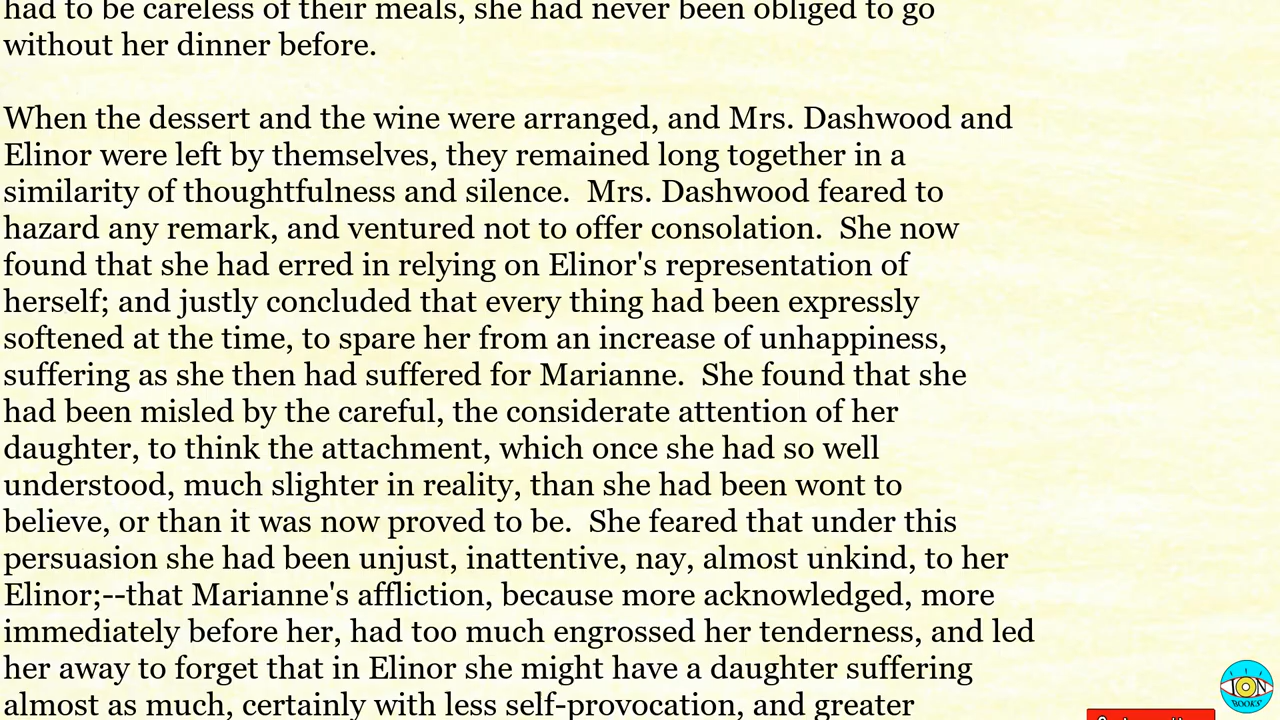 had to be careless of their meals, she had never been obliged to go
without her dinner before.
When the dessert and the wine were arranged, and Mrs. Dashwood and
Elinor were left by themselves, they remained long together in a
similarity of thoughtfulness and silence.  Mrs. Dashwood feared to
hazard any remark, and ventured not to offer consolation.  She now
found that she had erred in relying on Elinor's representation of
herself; and justly concluded that every thing had been expressly
softened at the time, to spare her from an increase of unhappiness,
suffering as she then had suffered for Marianne.  She found that she
had been misled by the careful, the considerate attention of her
daughter, to think the attachment, which once she had so well
understood, much slighter in reality, than she had been wont to
believe, or than it was now proved to be.  She feared that under this
persuasion she had been unjust, inattentive, nay, almost unkind, to her
Elinor;--that Marianne's affliction, because more acknowledged, more
immediately before her, had too much engrossed her tenderness, and led
her away to forget that in Elinor she might have a daughter suffering
almost as much, certainly with less self-provocation, and greater
ION
BOOKS